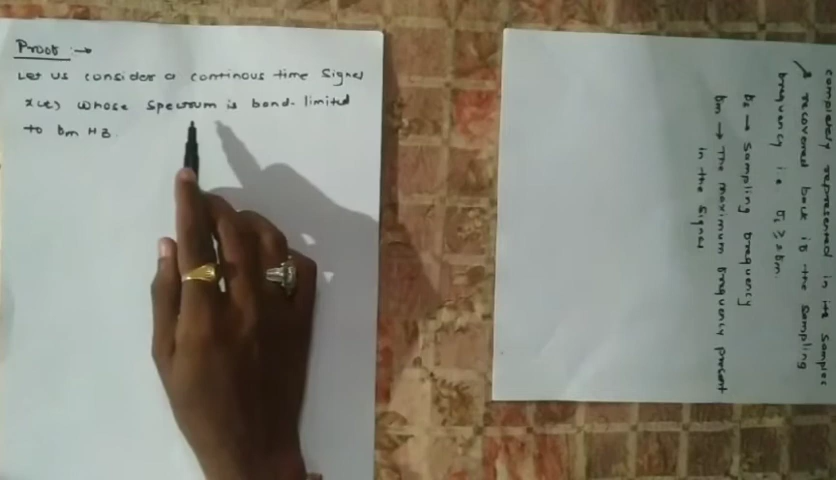 Proof :→
Let us consider a continous time signal
x(t) whose spectrum is band-limited
to fm Hz.
completely represented in its samples
& recovered back if the sampling
frequency i.e fs ≥ 2fm.
fs → sampling frequency
fm → The maximum frequency present
in the signal